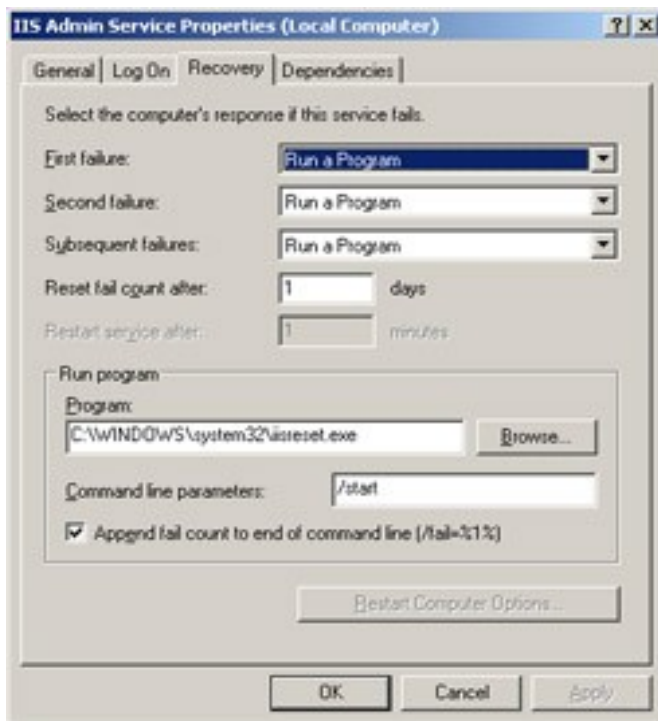 IIS Admin Service Properties (Local Computer)
General Log On Recovery Dependencies
Select the computer's response if this service fails.
First failure: Run a Program
Second failure: Run a Program
Subsequent failures: Run a Program
Reset fail count after: 1 days
Restart service after: 1 minutes
Run program
Program:
C:\WINDOWS\system32\iisreset.exe Browse...
Command line parameters: /start
Append fail count to end of command line (/fail=%1%)
Restart Computer Options...
OK Cancel Apply